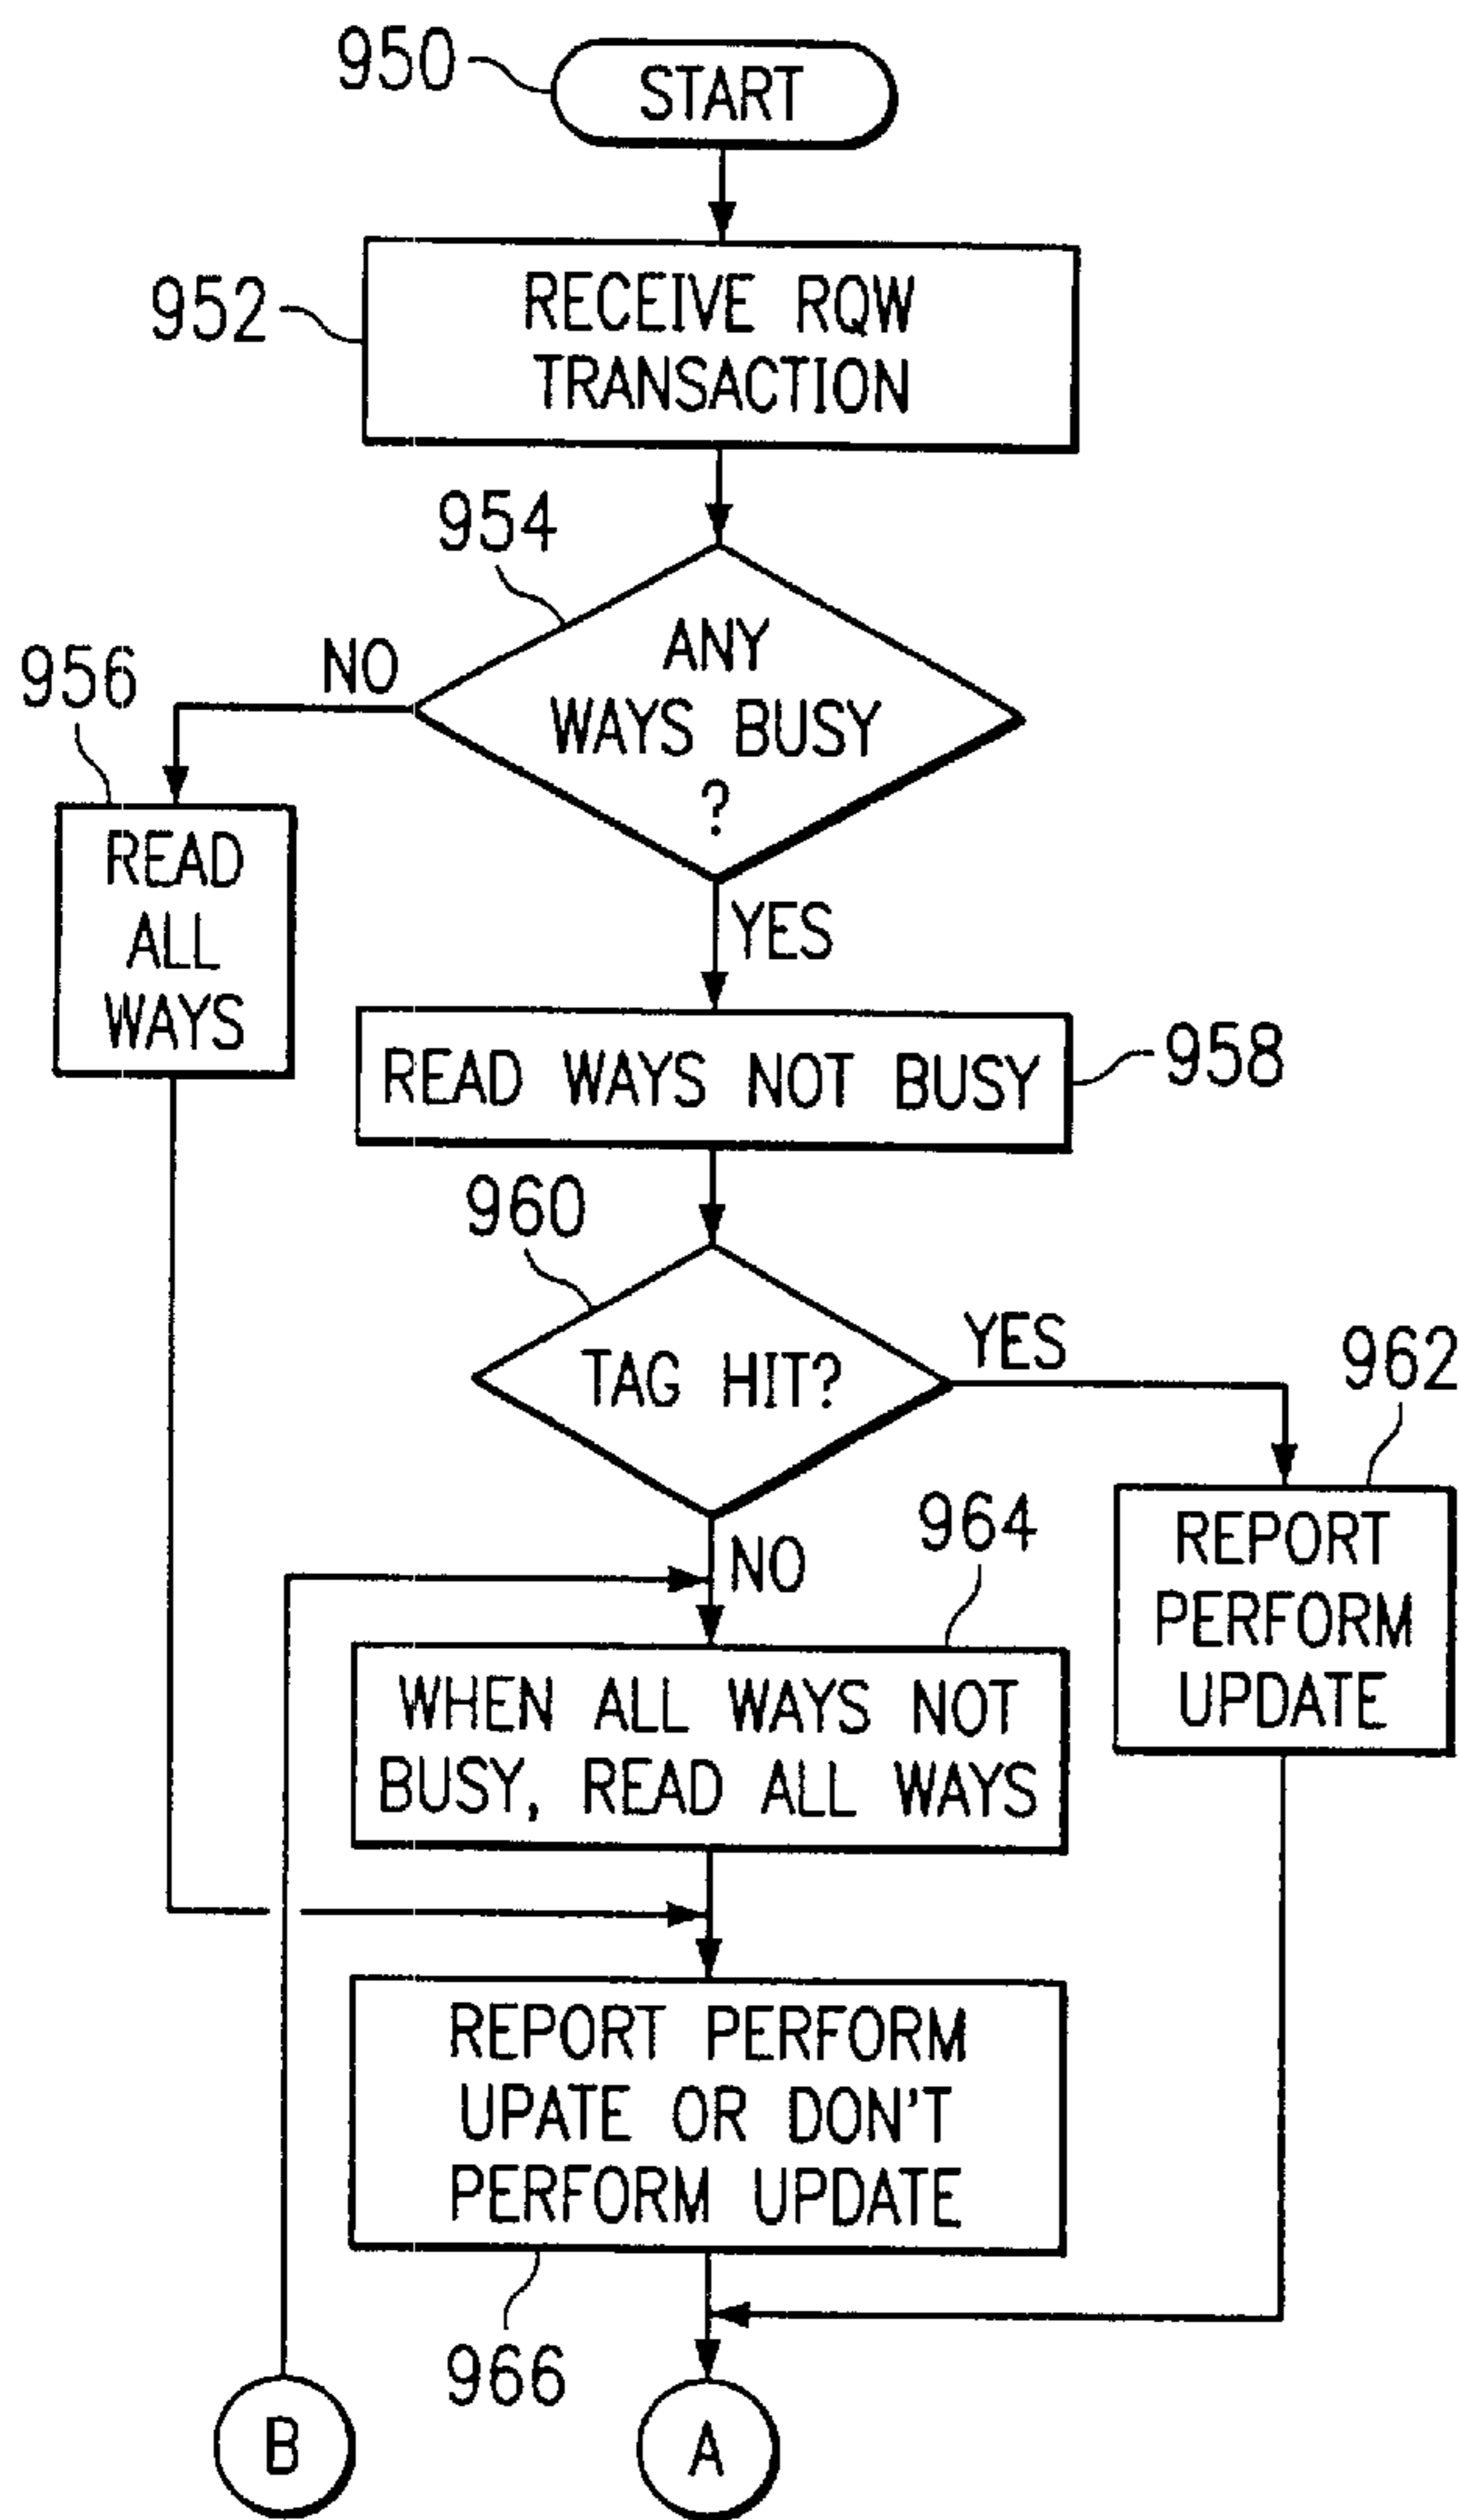 950
START
952
RECEIVE RQW
TRANSACTION
954
ANY
WAYS BUSY
?
NO
956
READ
ALL
WAYS
YES
READ WAYS NOT BUSY
958
960
TAG HIT?
YES
962
REPORT
PERFORM
UPDATE
NO
964
WHEN ALL WAYS NOT
BUSY, READ ALL WAYS
REPORT PERFORM
UPATE OR DON'T
PERFORM UPDATE
966
B
A